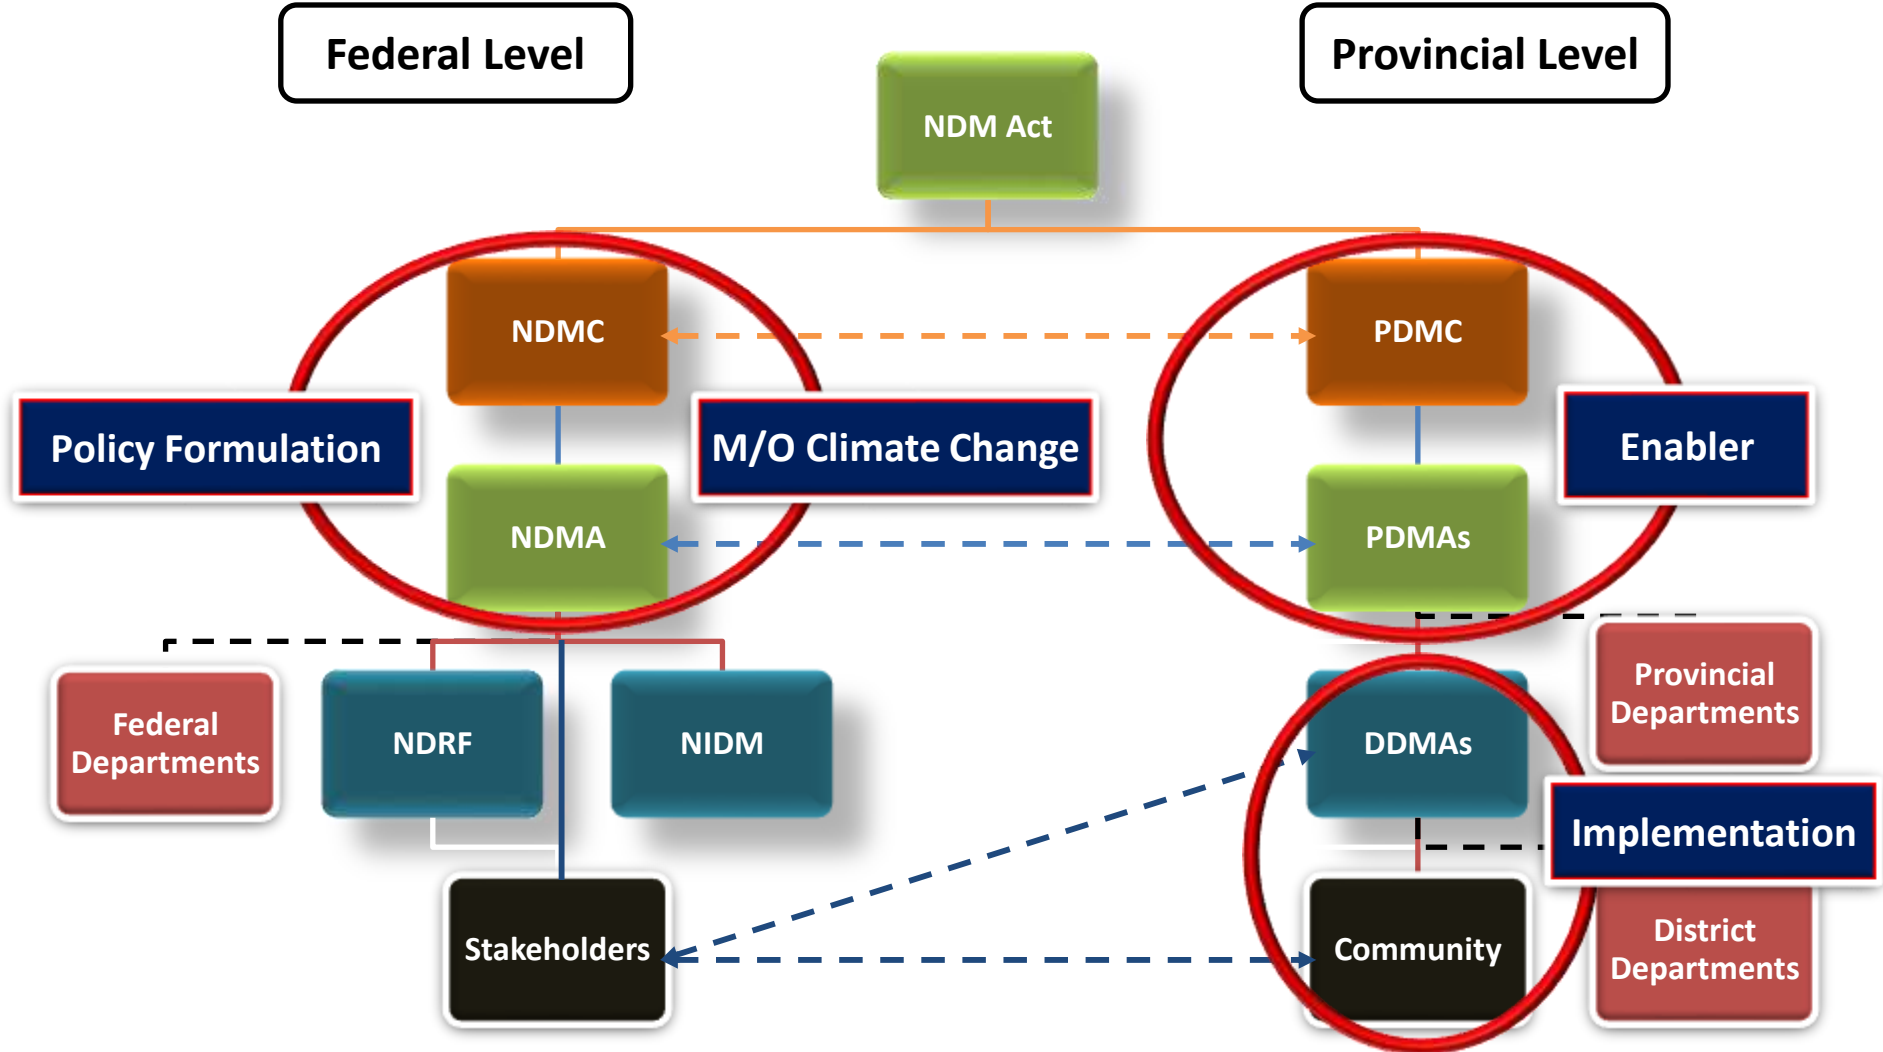 Federal Level
Provincial Level
NDM Act
NDMC
PDMC
Policy Formulation
M/O Climate Change
Enabler
NDMA
PDMAs
Federal
Departments
NDRF
NIDM
DDMAs
Provincial
Departments
Implementation
Stakeholders
Community
District
Departments